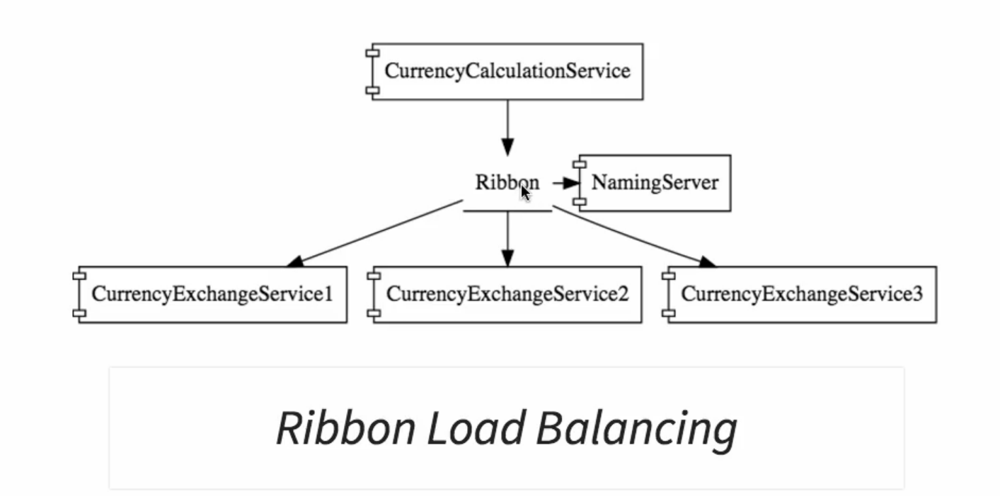 CurrencyCalculationService
Ribbon
NamingServer
CurrencyExchangeService1
CurrencyExchangeService2
CurrencyExchangeService3
Ribbon Load Balancing